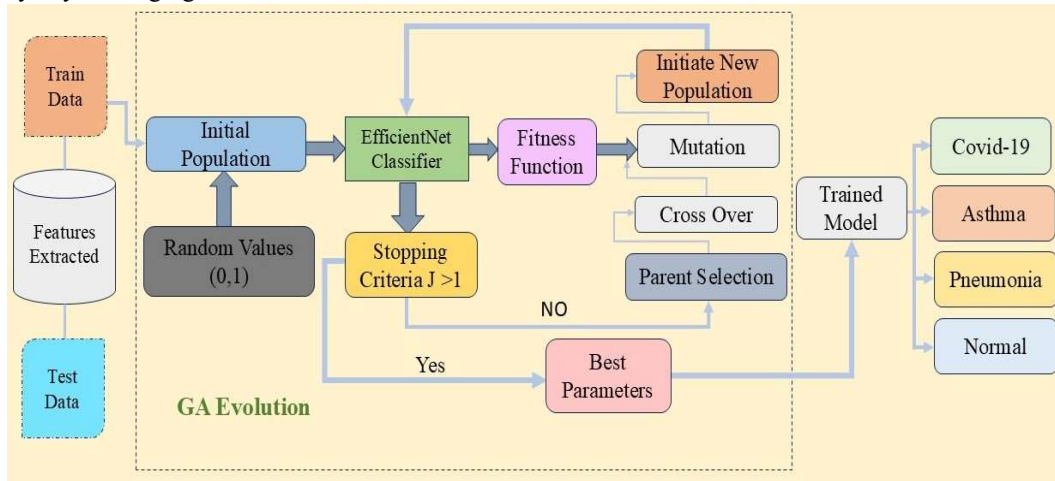 Train
Data
Features
Extracted
Test
Data
Initial
Population
Random Values
(0,1)
EfficientNet
Classifier
Stopping
Criteria J >1
Fitness
Function
Initiate New
Population
Mutation
Cross Over
Parent Selection
NO
Yes
Best
Parameters
GA Evolution
Trained
Model
Covid-19
Asthma
Pneumonia
Normal